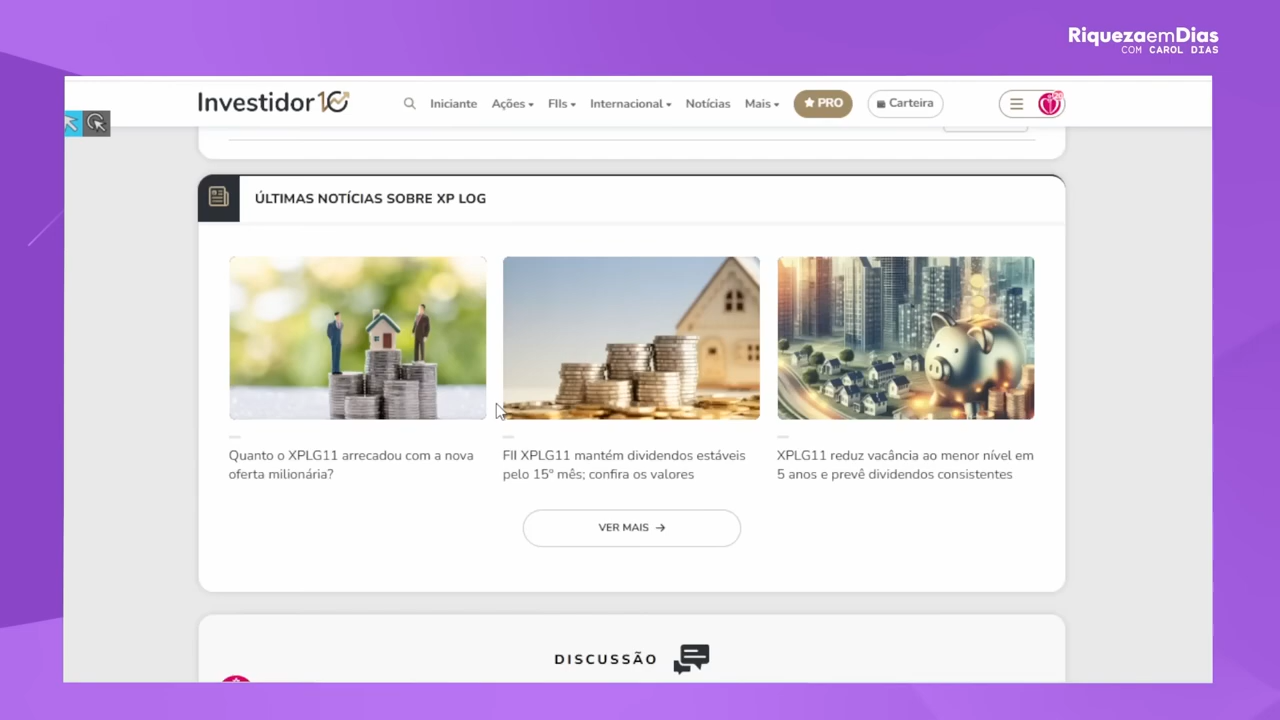 RiquezaemDias
COM CAROL DIAS
Investidor10
Iniciante Ações FIIs Internacional Notícias Mais PRO Carteira
ÚLTIMAS NOTÍCIAS SOBRE XP LOG
Quanto o XPLG11 arrecadou com a nova
oferta milionária?
FII XPLG11 mantém dividendos estáveis
pelo 15º mês; confira os valores
XPLG11 reduz vacância ao menor nível em
5 anos e prevê dividendos consistentes
VER MAIS →
DISCUSSÃO